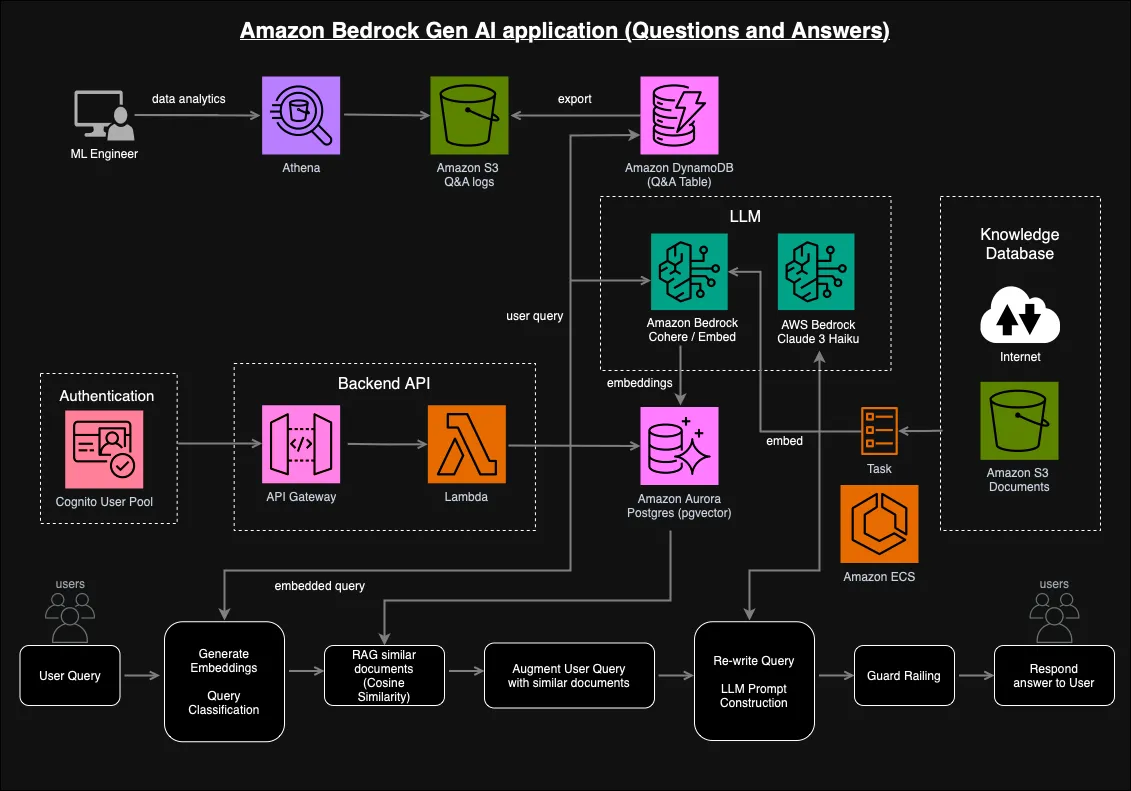 Amazon Bedrock Gen AI application (Questions and Answers)
data analytics
export
ML Engineer
Athena
Amazon S3
Q&A logs
Amazon DynamoDB
(Q&A Table)
LLM
Knowledge
Database
Amazon Bedrock
Cohere / Embed
AWS Bedrock
Claude 3 Haiku
user query
Internet
embeddings
Authentication
Backend API
embed
Task
Amazon S3
Documents
Cognito User Pool
API Gateway
Lambda
Amazon Aurora
Postgres (pgvector)
Amazon ECS
embedded query
users
users
User Query
Generate
Embeddings
Query
Classification
RAG similar
documents
(Cosine
Similarity)
Augment User Query
with similar documents
Re-write Query
LLM Prompt
Construction
Guard Railing
Respond
answer to User